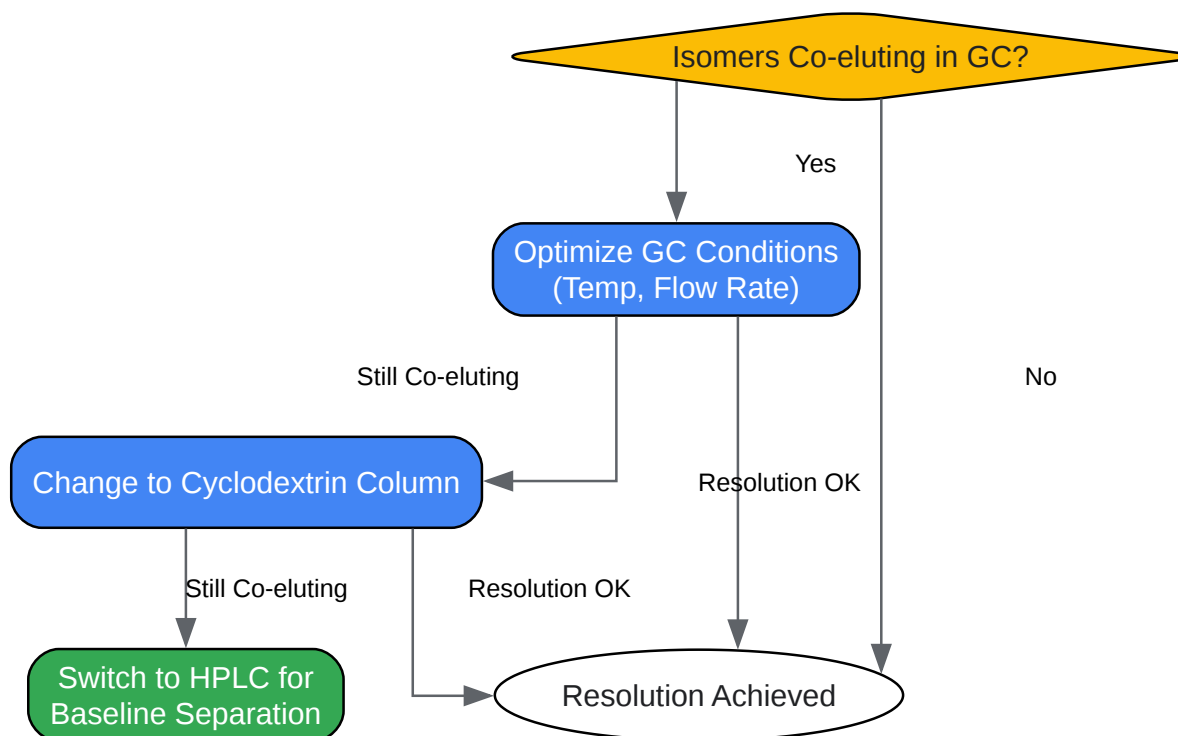 Isomers Co-eluting in GC?
Yes
Optimize GC Conditions
(Temp, Flow Rate)
Still Co-eluting
No
Change to Cyclodextrin Column
Resolution OK
Still Co-eluting
Resolution OK
Switch to HPLC for
Baseline Separation
Resolution Achieved